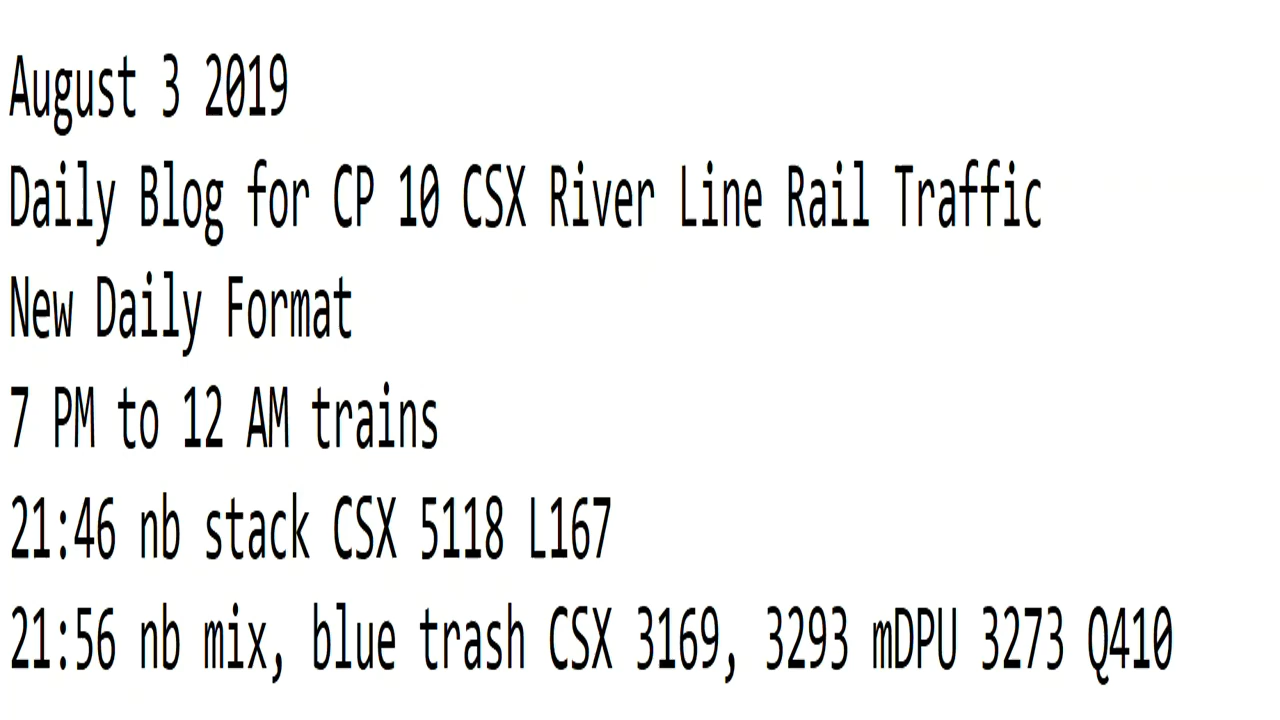 August 3 2019
Daily Blog for CP 10 CSX River Line Rail Traffic
New Daily Format
7 PM to 12 AM trains
21:46 nb stack CSX 5118 L167
21:56 nb mix, blue trash CSX 3169, 3293 mDPU 3273 Q410